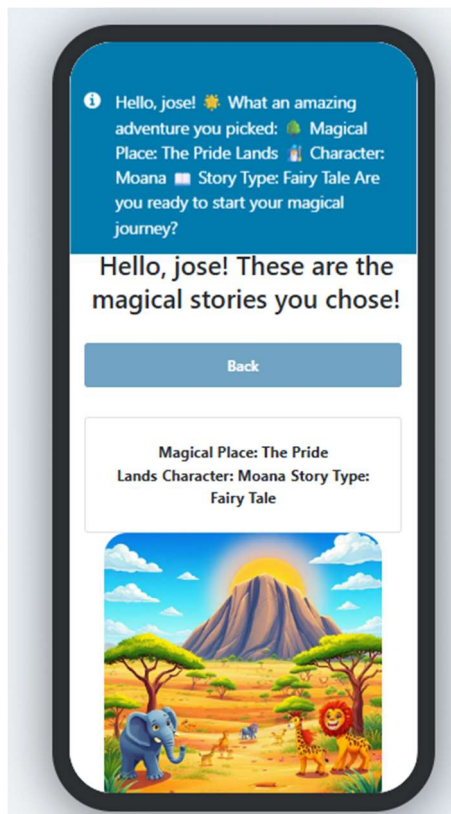 Hello, jose! 🌟 What an amazing
adventure you picked: 🌳 Magical
Place: The Pride Lands 🧙 Character:
Moana 📖 Story Type: Fairy Tale Are
you ready to start your magical
journey?
Hello, jose! These are the
magical stories you chose!
Back
Magical Place: The Pride
Lands Character: Moana Story Type:
Fairy Tale